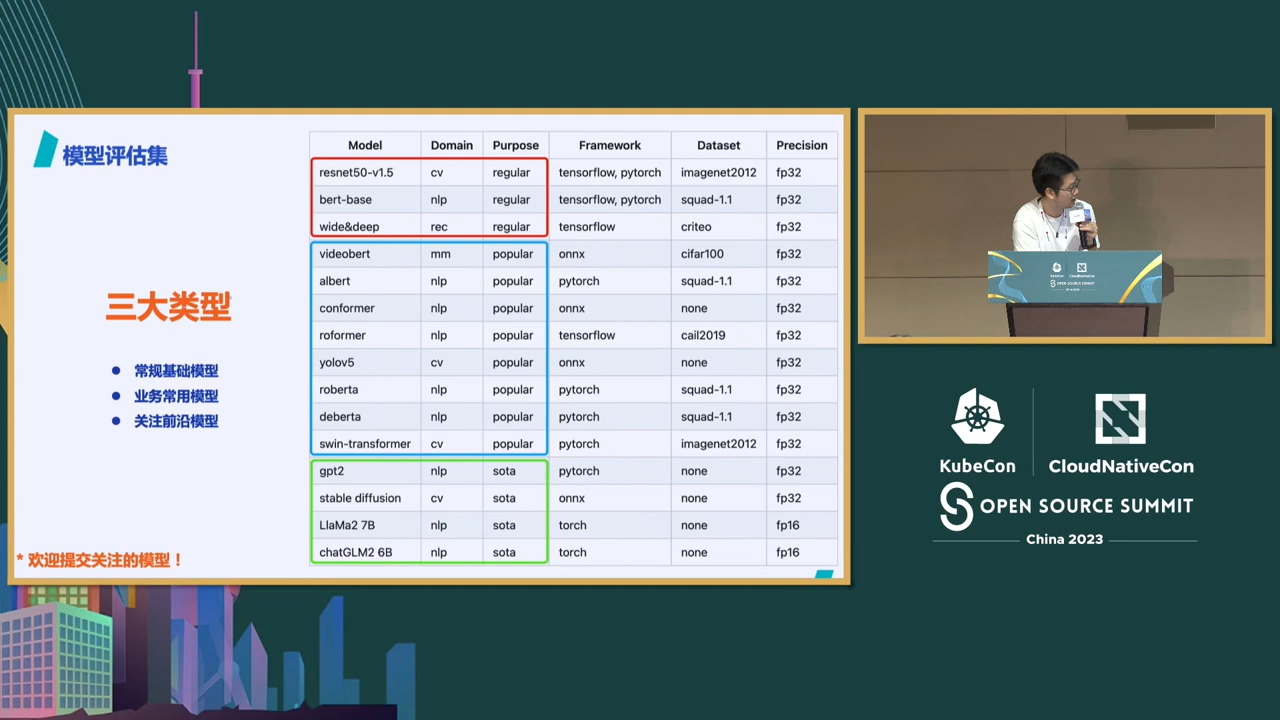 模型评估集
三大类型
常规基础模型
业务常用模型
关注前沿模型
* 欢迎提交关注的模型！
Model Domain Purpose Framework Dataset Precision
resnet50-v1.5 cv regular tensorflow, pytorch imagenet2012 fp32
bert-base nlp regular tensorflow, pytorch squad-1.1 fp32
wide&deep rec regular tensorflow criteo fp32
videobert mm popular onnx cifar100 fp32
albert nlp popular pytorch squad-1.1 fp32
conformer nlp popular onnx none fp32
roformer nlp popular tensorflow cail2019 fp32
yolov5 cv popular onnx none fp32
roberta nlp popular pytorch squad-1.1 fp32
deberta nlp popular pytorch squad-1.1 fp32
swin-transformer cv popular pytorch imagenet2012 fp32
gpt2 nlp sota pytorch none fp32
stable diffusion cv sota onnx none fp32
LlaMa2 7B nlp sota torch none fp16
chatGLM2 6B nlp sota torch none fp16
KubeCon CloudNativeCon
OPEN SOURCE SUMMIT
KubeCon CloudNativeCon
OPEN SOURCE SUMMIT
China 2023